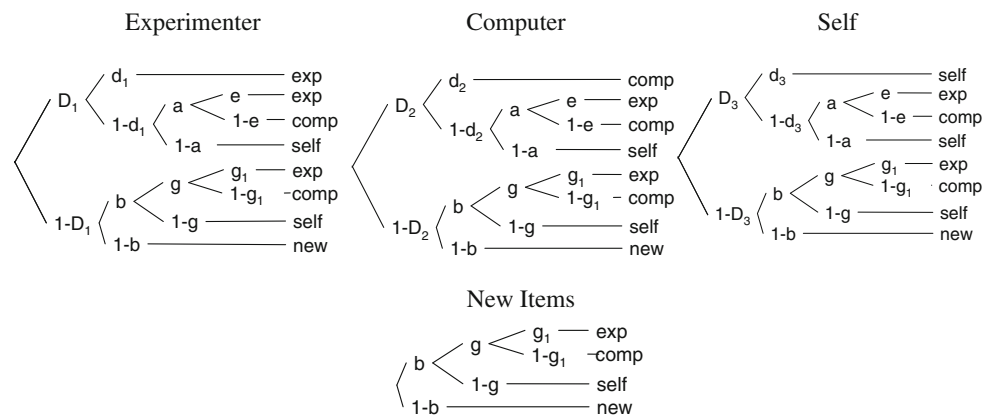 Experimenter
D₁
d₁
exp
1-d₁
a
e
exp
1-e
comp
1-a
self
1-D₁
b
g
g₁
exp
1-g₁
comp
1-g
self
1-b
new
Computer
D₂
d₂
comp
1-d₂
a
e
exp
1-e
comp
1-a
self
1-D₂
b
g
g₁
exp
1-g₁
comp
1-g
self
1-b
new
Self
D₃
d₃
self
1-d₃
a
e
exp
1-e
comp
1-a
self
1-D₃
b
g
g₁
exp
1-g₁
comp
1-g
self
1-b
new
New Items
b
g
g₁
exp
1-g₁
comp
1-g
self
1-b
new